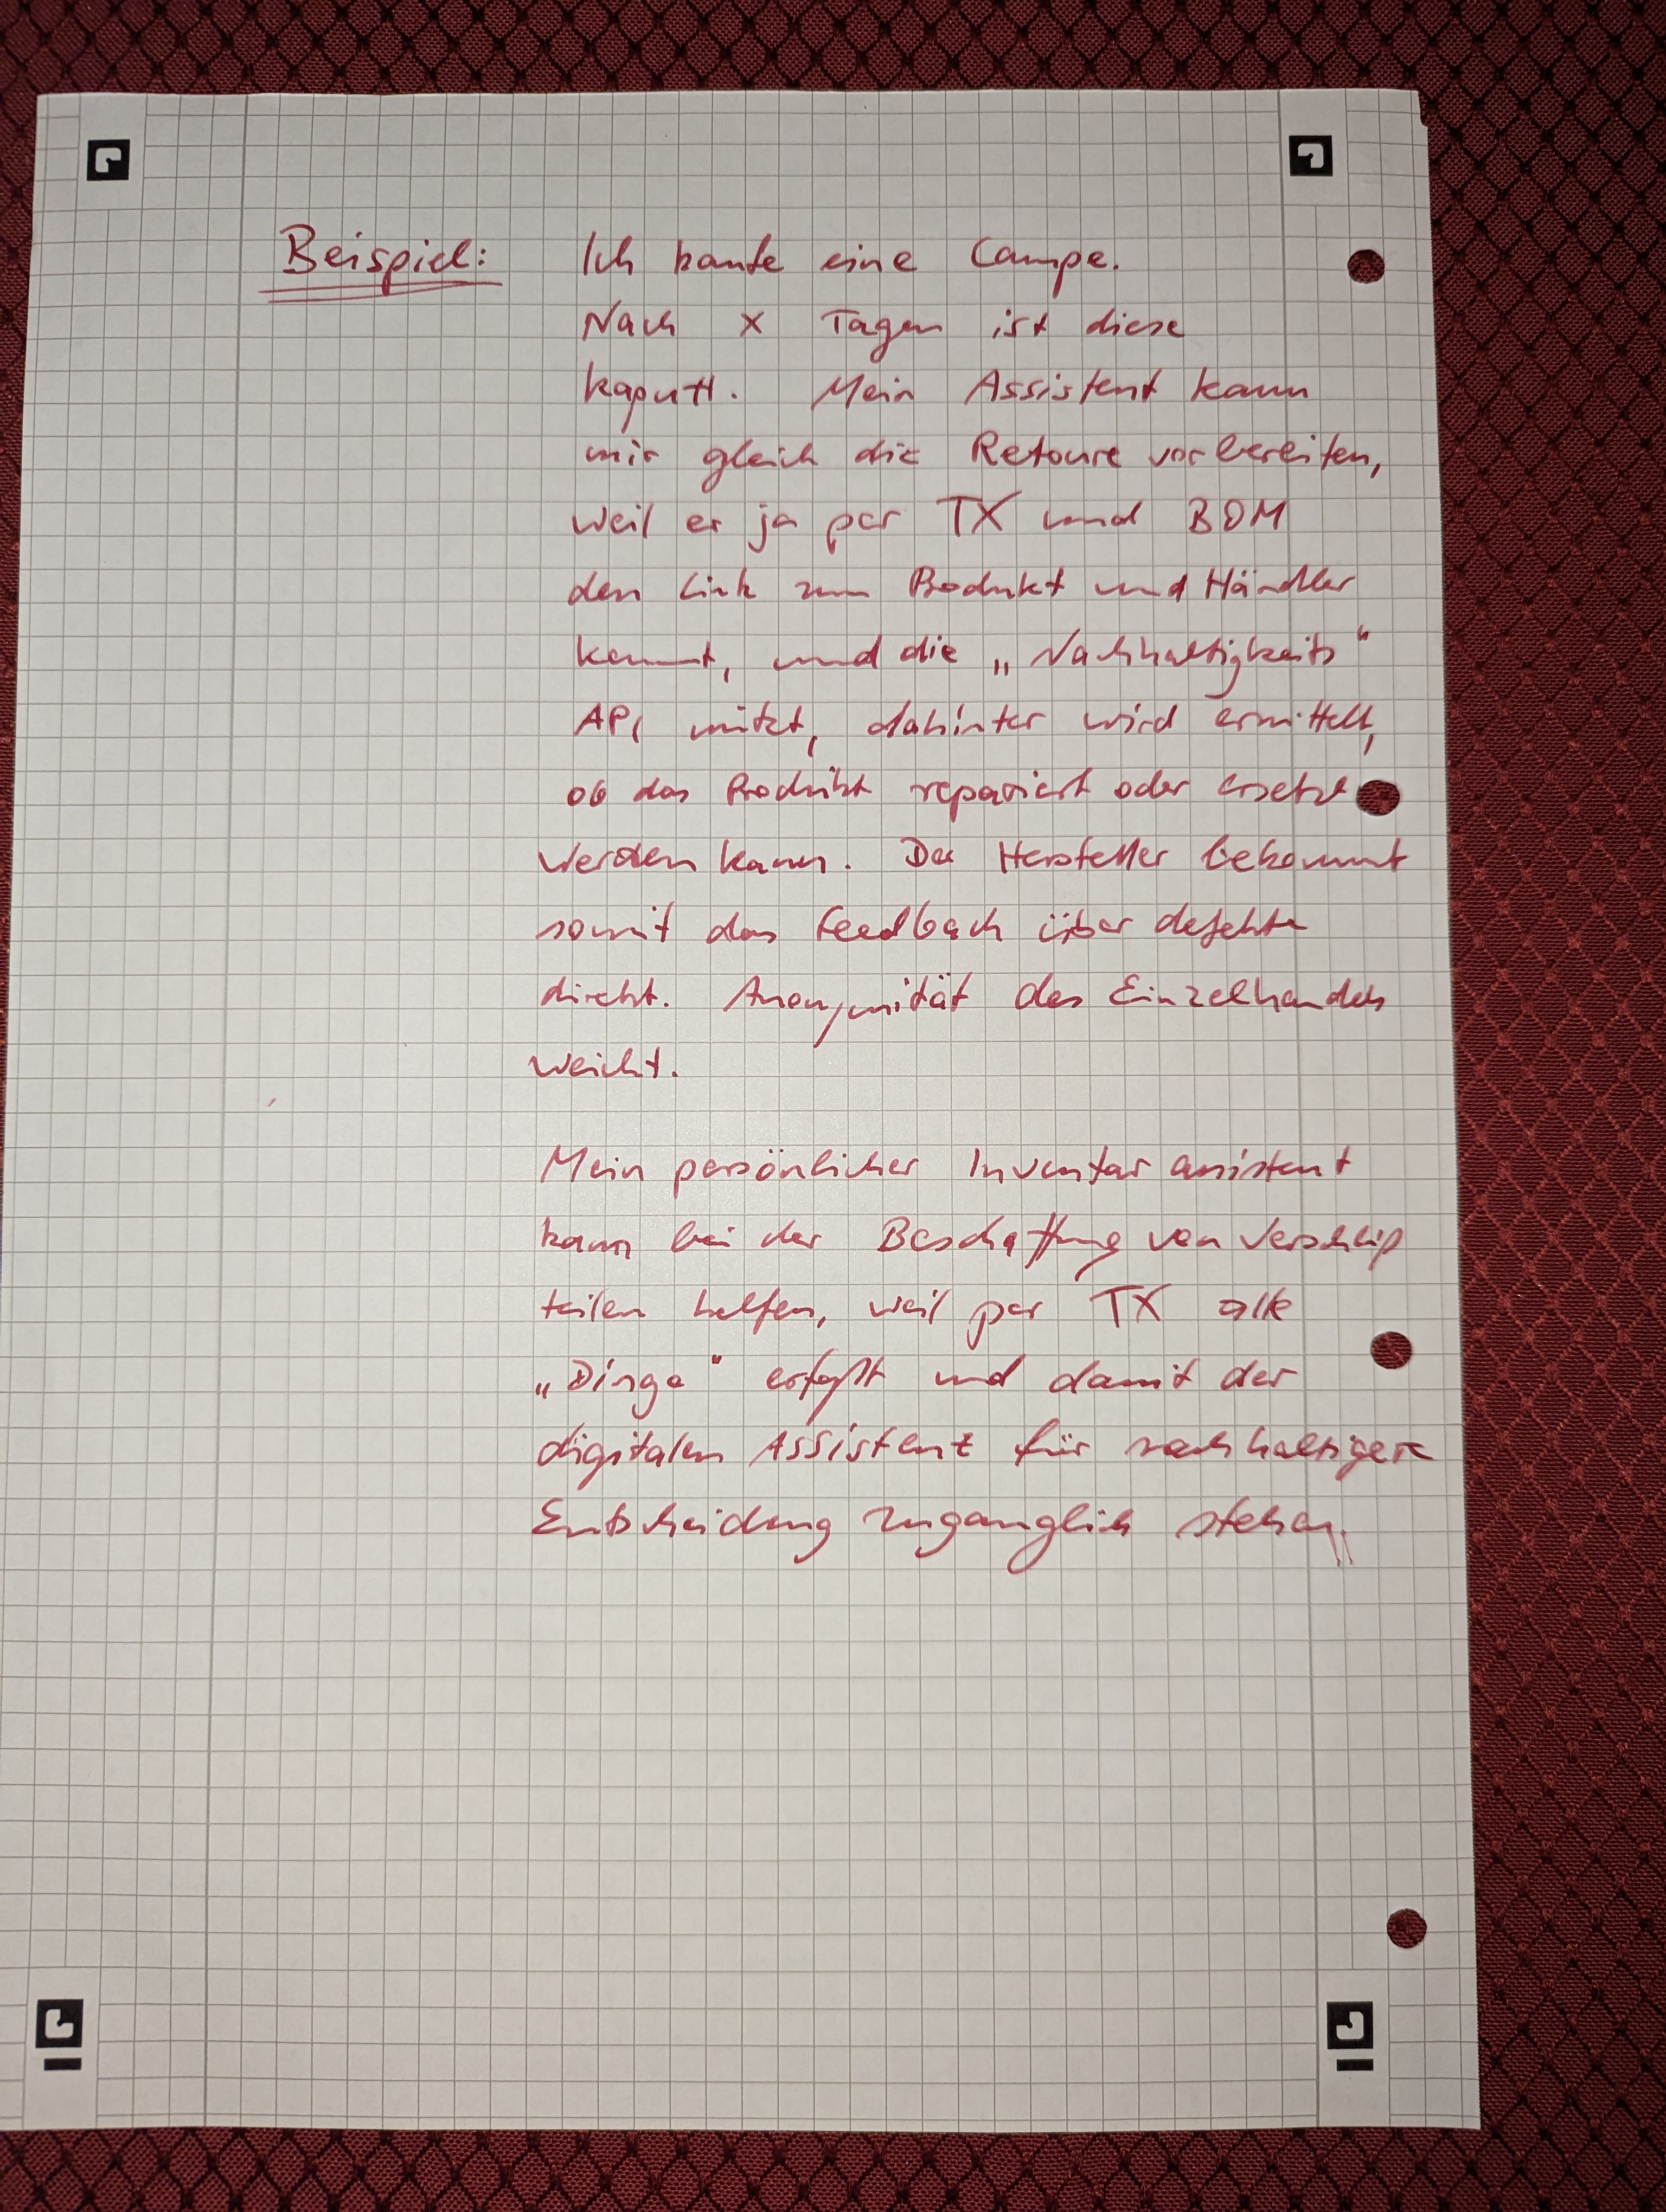 Beispiel: Ich kaufe eine Lampe.
Nach x Tagen ist diese
kaputt. Mein Assistent kann
mir gleich die Retoure vorbereiten,
weil er ja per TX und BOM
den Link zum Produkt und Händler
kennt, und die „Nachhaltigkeits"
API nützt, dahinter wird ermittelt,
ob das Produkt repariert oder ersetzt
werden kann. Der Hersteller bekommt
somit das Feedback über defekte
direkt. Anonymität des Einzelhandels
weicht.
Mein persönlicher Inventarassistent
kann bei der Beschaffung von Verschleiß
teilen helfen, weil per TX alle
„Dinge" erfaßt und damit der
digitalen Assistenz für nachhaltigere
Entscheidung zugänglich stehen.